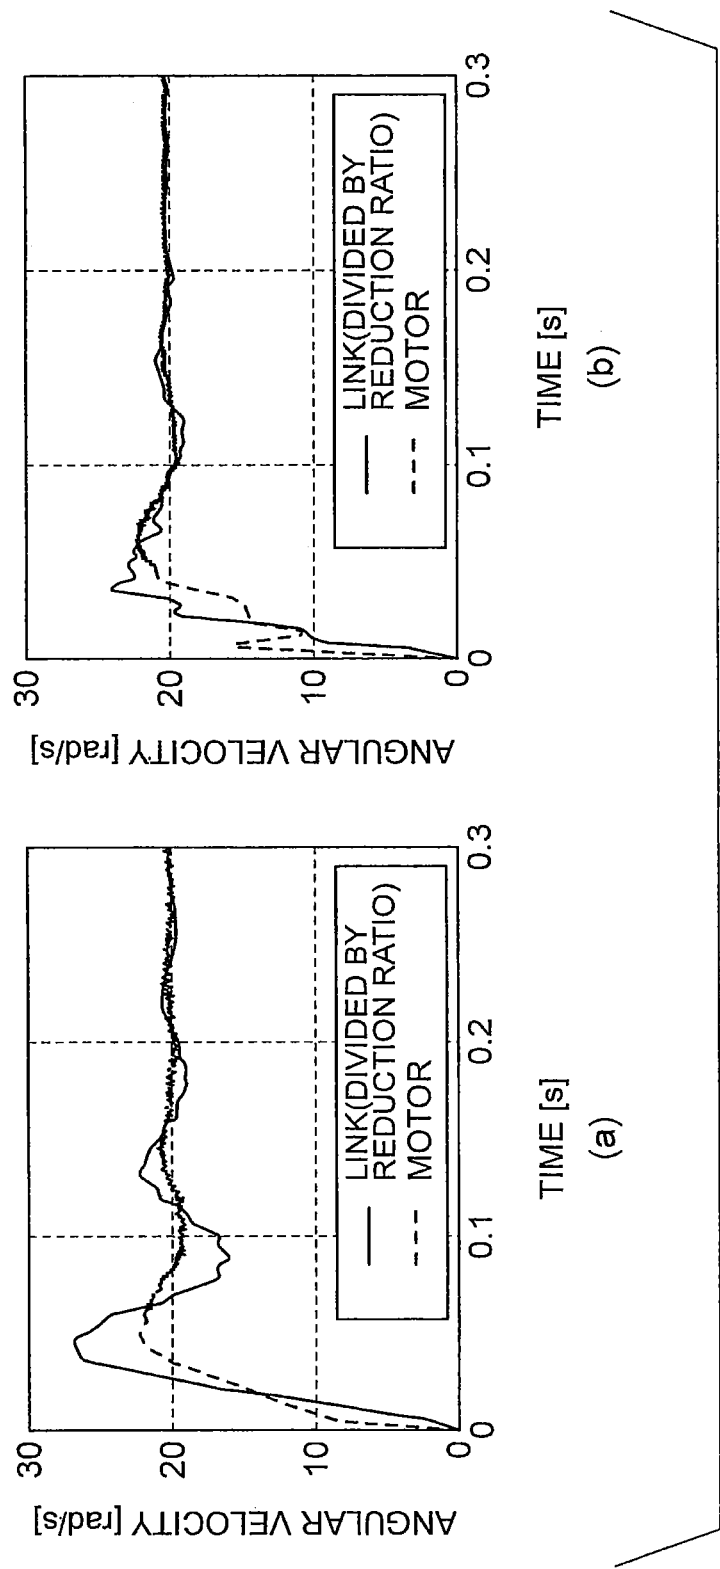 ANGULAR VELOCITY [rad/s]
30
20
10
0
0
0.1
0.2
0.3
LINK(DIVIDED BY
REDUCTION RATIO)
MOTOR
TIME [s]
(a)
ANGULAR VELOCITY [rad/s]
30
20
10
0
0
0.1
0.2
0.3
LINK(DIVIDED BY
REDUCTION RATIO)
MOTOR
TIME [s]
(b)